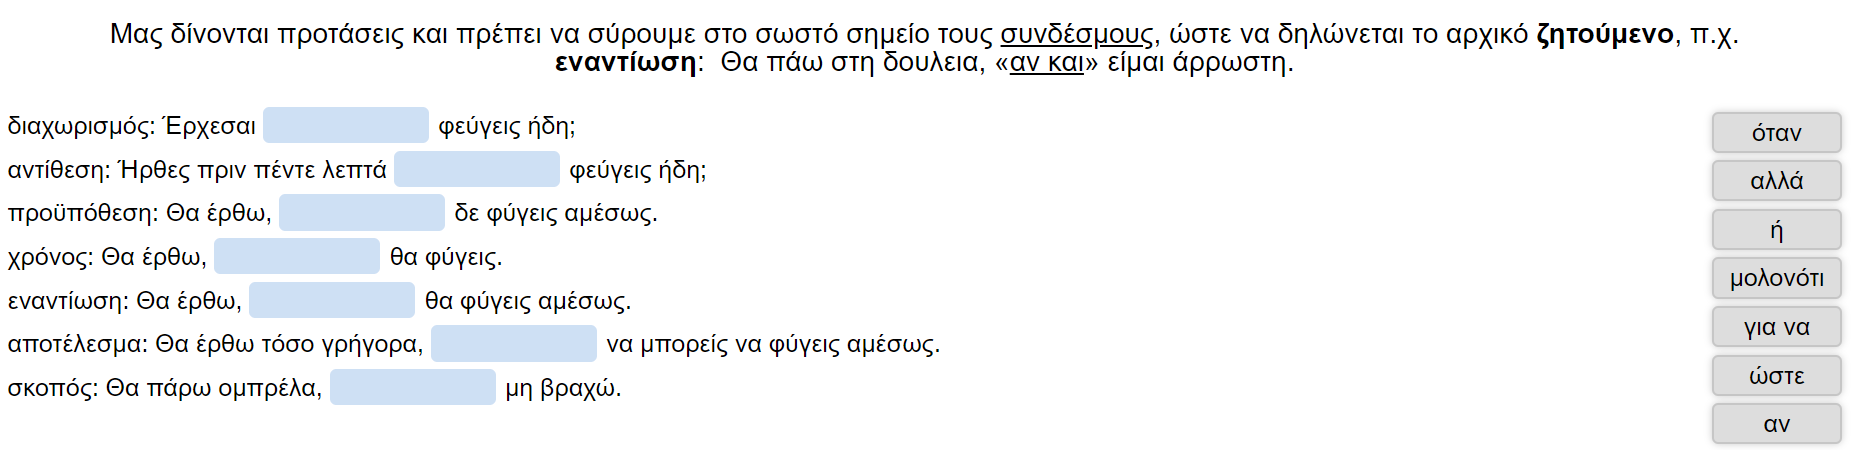 Μας δίνονται προτάσεις και πρέπει να σύρουμε στο σωστό σημείο τους συνδέσμους, ώστε να δηλώνεται το αρχικό ζητούμενο, π.χ.
εναντίωση: Θα πάω στη δουλεια, «αν και» είμαι άρρωστη.
διαχωρισμός: Έρχεσαι φεύγεις ήδη;
αντίθεση: Ήρθες πριν πέντε λεπτά φεύγεις ήδη;
προϋπόθεση: Θα έρθω, δε φύγεις αμέσως.
χρόνος: Θα έρθω, θα φύγεις.
εναντίωση: Θα έρθω, θα φύγεις αμέσως.
αποτέλεσμα: Θα έρθω τόσο γρήγορα, να μπορείς να φύγεις αμέσως.
σκοπός: Θα πάρω ομπρέλα, μη βραχώ.
όταν
αλλά
ή
μολονότι
για να
ώστε
αν